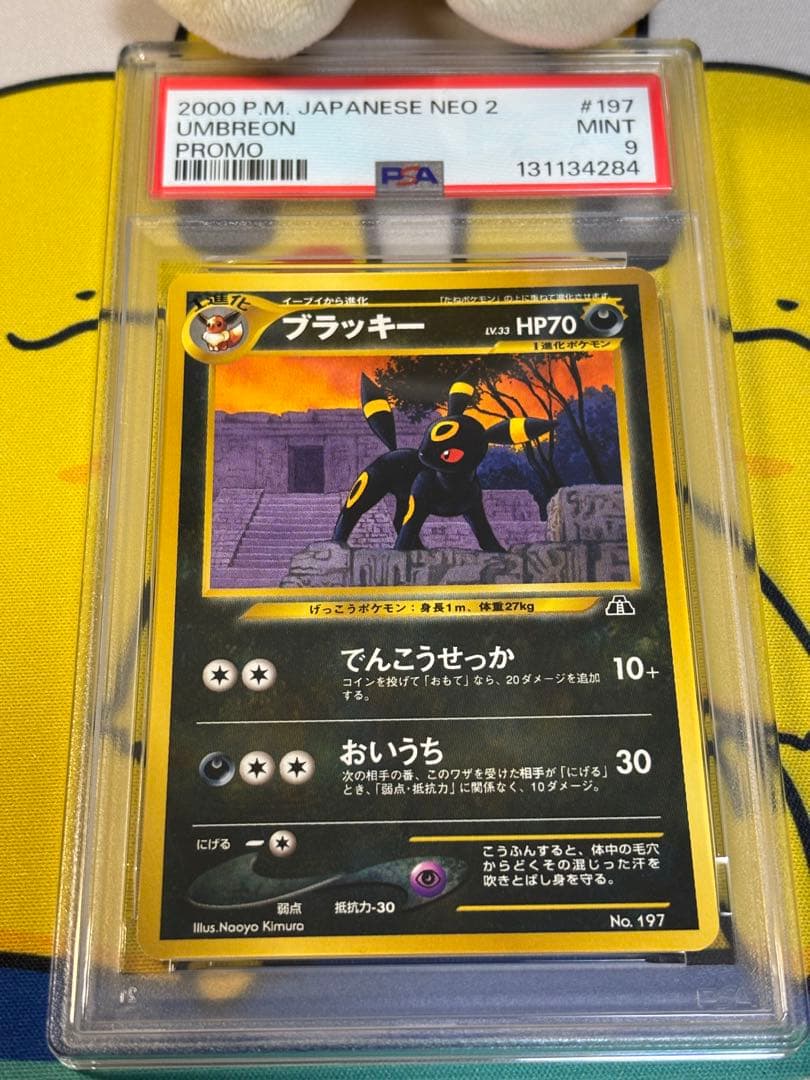 2000 P.M. JAPANESE NEO 2 #197
UMBREON MINT
PROMO 9
PSA 131134284
1進化 イーブイから進化 「たねポケモン」の上に重ねて進化させます。
ブラッキー LV.33 HP70
1進化ポケモン
げっこうポケモン:身長1m、体重27kg
でんこうせっか 10+
コインを投げて「おもて」なら、20ダメージを追加
する。
おいうち 30
次の相手の番、このワザを受けた相手が「にげる」
とき、「弱点・抵抗力」に関係なく、10ダメージ。
にげる
こうふんすると、体中の毛穴
からどくその混じった汗を
吹きとばし身を守る。
弱点 抵抗力-30
Illus.Naoyo Kimura No.197